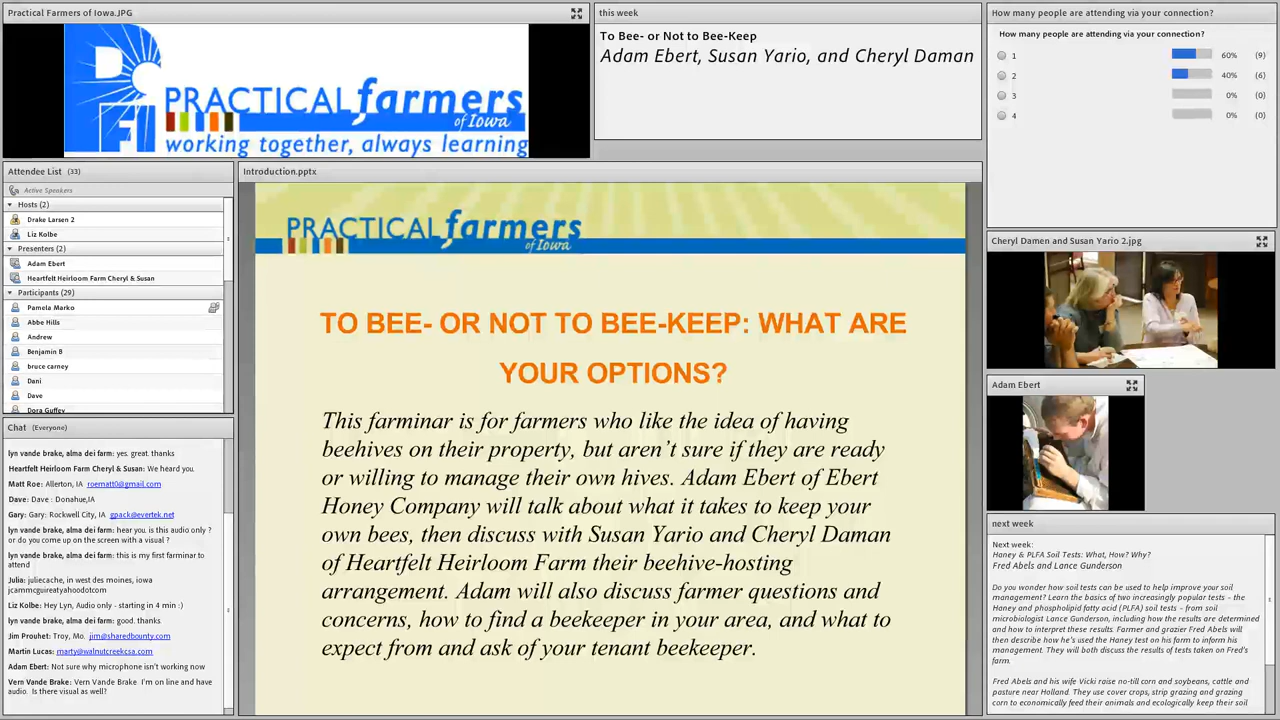 Practical Farmers of Iowa.JPG
PRACTICAL farmers
of Iowa
working together, always learning
this week
To Bee- or Not to Bee-Keep
Adam Ebert, Susan Yario, and Cheryl Daman
How many people are attending via your connection?
How many people are attending via your connection?
1 60% (9)
2 40% (6)
3 0% (0)
4 0% (0)
Attendee List (33)
Active Speakers
Hosts (2)
Drake Larsen 2
Liz Kolbe
Presenters (2)
Adam Ebert
Heartfelt Heirloom Farm Cheryl & Susan
Participants (29)
Pamela Marko
Abbe Hills
Andrew
Benjamin B
bruce carney
Dani
Dave
Dora Guffey
Chat (Everyone)
lyn vande brake, alma dei farm: yes. great. thanks
Heartfelt Heirloom Farm Cheryl & Susan: We heard you.
Matt Roe: Allerton, IA roematt0@gmail.com
Dave: Dave : Donahue,IA
Gary: Gary: Rockwell City, IA gpack@evertek.net
lyn vande brake, alma dei farm: hear you. is this audio only ?
or do you come up on the screen with a visual ?
lyn vande brake, alma dei farm: this is my first farminar to
attend
Julia: juliecache, in west des moines, iowa
jcammcguireatyahoodotcom
Liz Kolbe: Hey Lyn, Audio only - starting in 4 min :)
lyn vande brake, alma dei farm: good. thanks.
Jim Prouhet: Troy, Mo. jim@sharedbounty.com
Martin Lucas: marty@walnutcreekcsa.com
Adam Ebert: Not sure why microphone isn't working now
Vern Vande Brake: Vern Vande Brake I'm on line and have
audio. Is there visual as well?
Introduction.pptx
PRACTICAL farmers
of Iowa
TO BEE- OR NOT TO BEE-KEEP: WHAT ARE
YOUR OPTIONS?
This farminar is for farmers who like the idea of having
beehives on their property, but aren't sure if they are ready
or willing to manage their own hives. Adam Ebert of Ebert
Honey Company will talk about what it takes to keep your
own bees, then discuss with Susan Yario and Cheryl Daman
of Heartfelt Heirloom Farm their beehive-hosting
arrangement. Adam will also discuss farmer questions and
concerns, how to find a beekeeper in your area, and what to
expect from and ask of your tenant beekeeper.
Cheryl Damen and Susan Yario 2.jpg
Adam Ebert
next week
Next week:
Haney & PLFA Soil Tests: What, How? Why?
Fred Abels and Lance Gunderson
Do you wonder how soil tests can be used to help improve your soil
management? Learn the basics of two increasingly popular tests – the
Haney and phospholipid fatty acid (PLFA) soil tests – from soil
microbiologist Lance Gunderson, including how the results are determined
and how to interpret these results. Farmer and grazier Fred Abels will
then describe how he's used the Haney test on his farm to inform his
management. They will both discuss the results of tests taken on Fred's
farm.
Fred Abels and his wife Vicki raise no-till corn and soybeans, cattle and
pasture near Holland. They use cover crops, strip grazing and grazing
corn to economically feed their animals and ecologically keep their soil